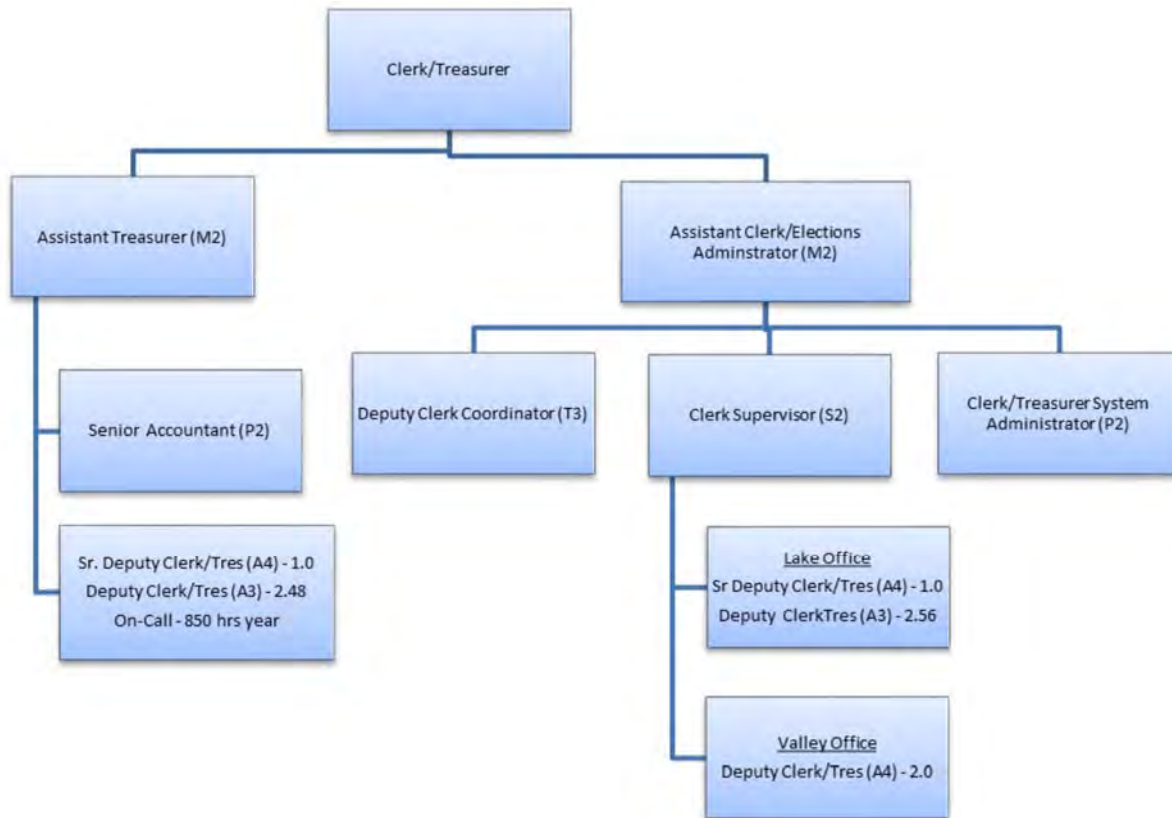 Clerk/Treasurer
Assistant Treasurer (M2)
Assistant Clerk/Elections
Adminstrator (M2)
Senior Accountant (P2)
Sr. Deputy Clerk/Tres (A4) - 1.0
Deputy Clerk/Tres (A3) - 2.48
On-Call - 850 hrs year
Deputy Clerk Coordinator (T3)
Clerk Supervisor (S2)
Clerk/Treasurer System
Administrator (P2)
Lake Office
Sr Deputy Clerk/Tres (A4) - 1.0
Deputy ClerkTres (A3) - 2.56
Valley Office
Deputy Clerk/Tres (A4) - 2.0